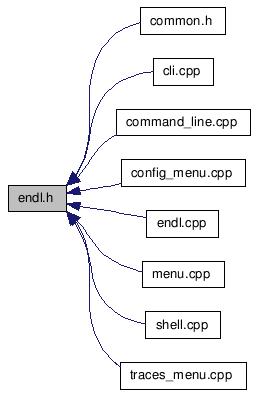 common.h
cli.cpp
command_line.cpp
config_menu.cpp
endl.h
endl.cpp
menu.cpp
shell.cpp
traces_menu.cpp